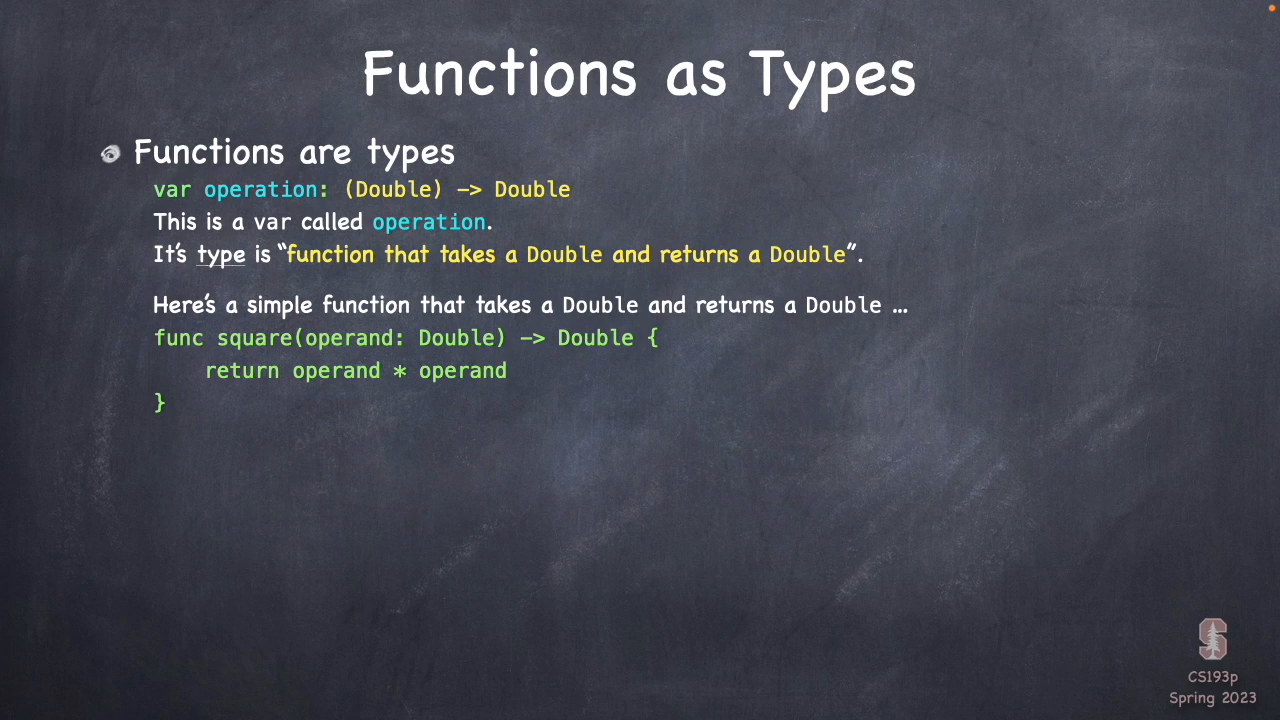 Functions as Types
Functions are types
var operation: (Double) -> Double
This is a var called operation.
It’s type is “function that takes a Double and returns a Double”.
Here’s a simple function that takes a Double and returns a Double …
func square(operand: Double) -> Double {
    return operand * operand
}
S
CS193p
Spring 2023